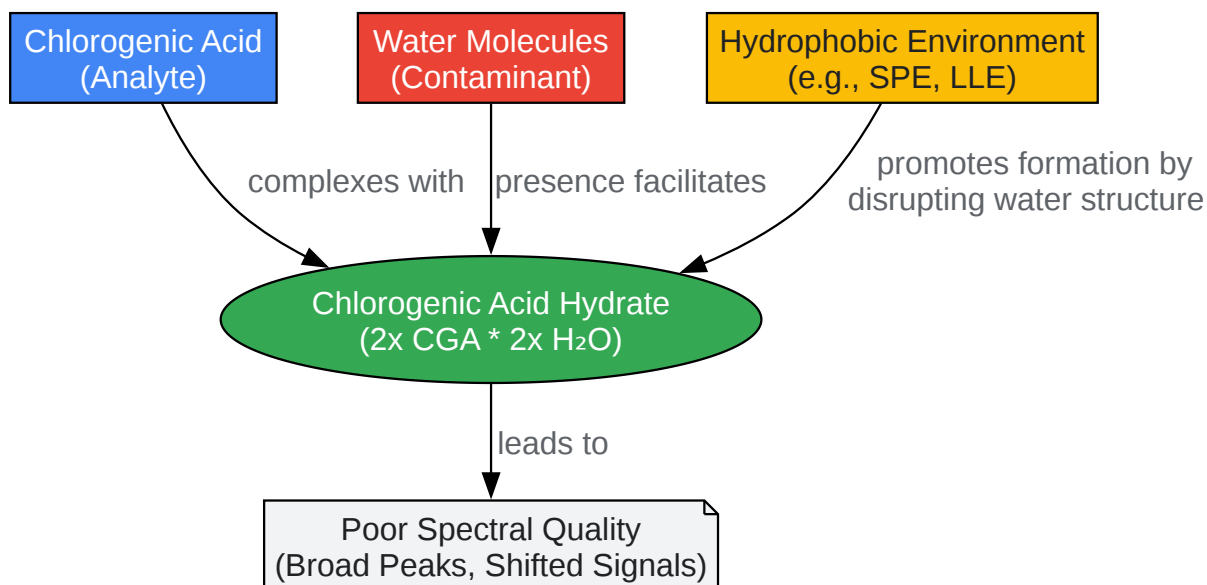 Chlorogenic Acid
(Analyte)
Water Molecules
(Contaminant)
Hydrophobic Environment
(e.g., SPE, LLE)
complexes with
presence facilitates
promotes formation by
disrupting water structure
Chlorogenic Acid Hydrate
(2x CGA * 2x H₂O)
leads to
Poor Spectral Quality
(Broad Peaks, Shifted Signals)